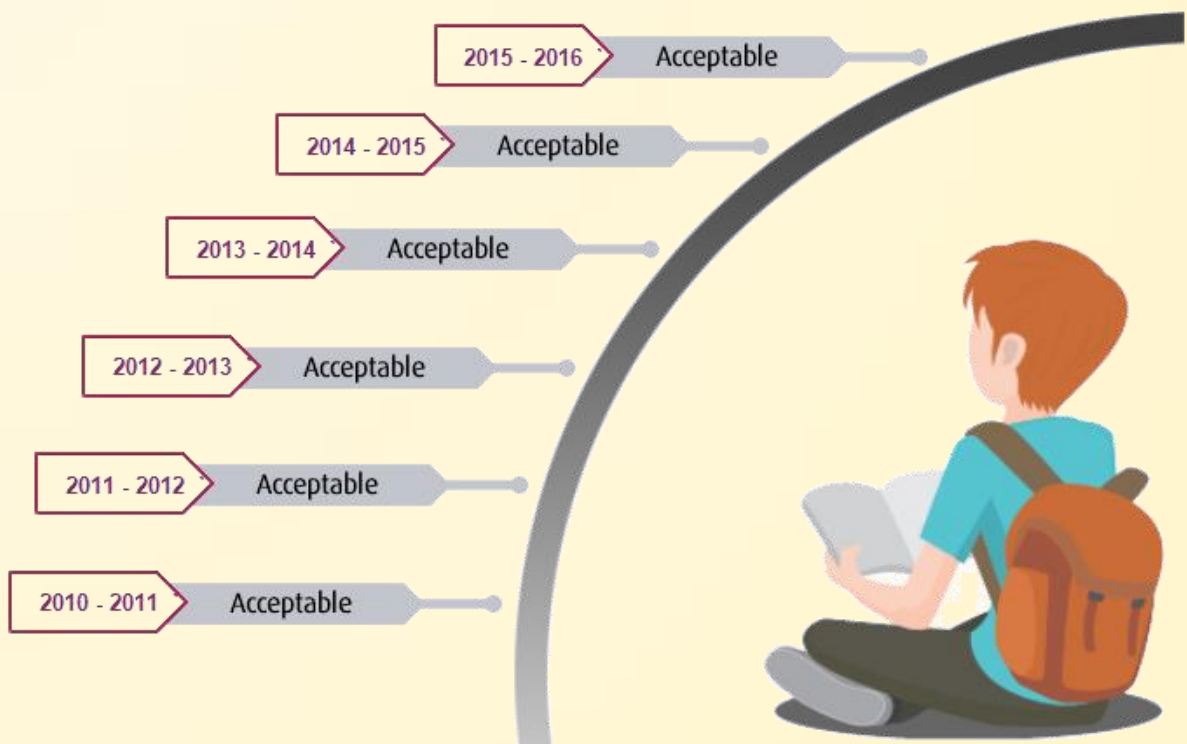 2015 - 2016 Acceptable
2014 - 2015 Acceptable
2013 - 2014 Acceptable
2012 - 2013 Acceptable
2011 - 2012 Acceptable
2010 - 2011 Acceptable